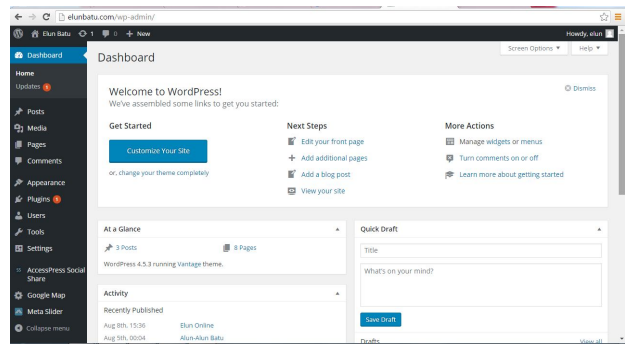 elunbatu.com/wp-admin/
Elun Batu 1 0 + New Howdy, elun
Screen Options ▼ Help ▼
Dashboard
Home
Updates 1
Posts
Media
Pages
Comments
Appearance
Plugins 1
Users
Tools
Settings
AccessPress Social
Share
Google Map
Meta Slider
Collapse menu
Dashboard
Welcome to WordPress!
We've assembled some links to get you started:
Dismiss
Get Started
Customize Your Site
or, change your theme completely
Next Steps
Edit your front page
Add additional pages
Add a blog post
View your site
More Actions
Manage widgets or menus
Turn comments on or off
Learn more about getting started
At a Glance
3 Posts 8 Pages
WordPress 4.5.3 running Vantage theme.
Activity
Recently Published
Aug 8th, 15:36 Elun Online
Aug 5th, 00:04 Alun-Alun Batu
Quick Draft
Title
What's on your mind?
Save Draft
Drafts View all